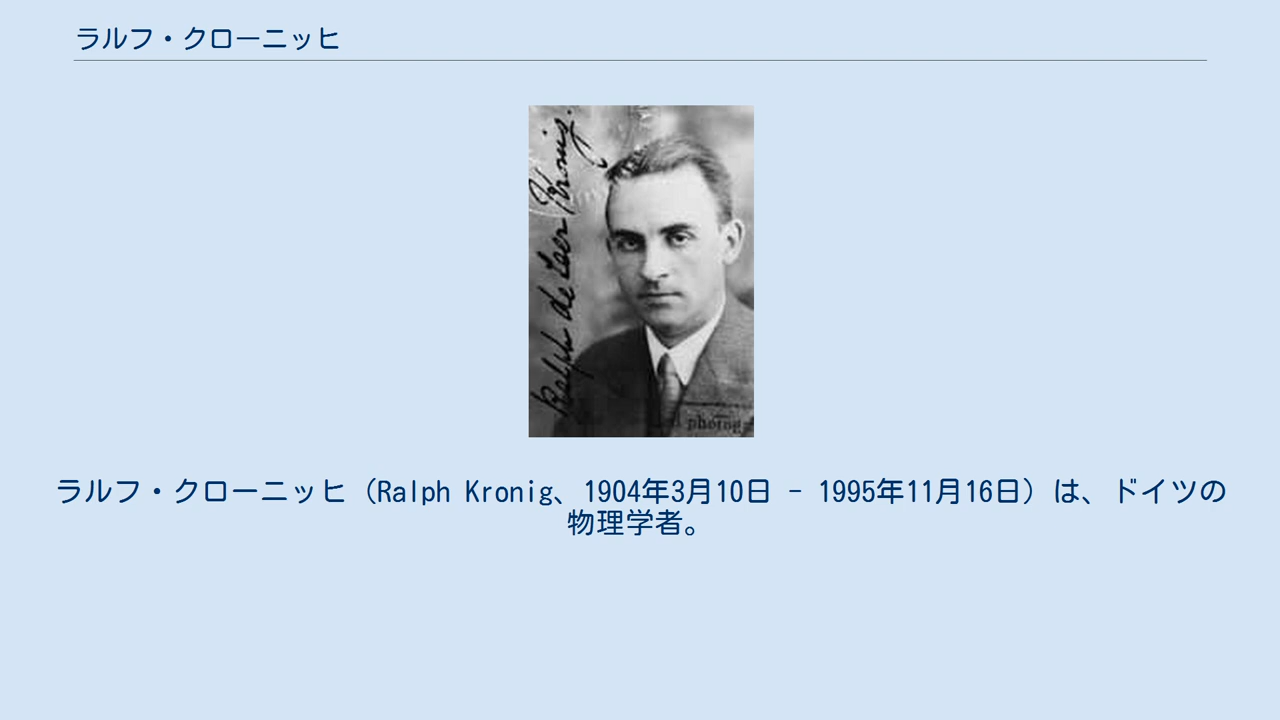 ラルフ・クローニッヒ
Ralph de Laer Kronig.
photog
ラルフ・クローニッヒ（Ralph Kronig、1904年3月10日 - 1995年11月16日）は、ドイツの
物理学者。